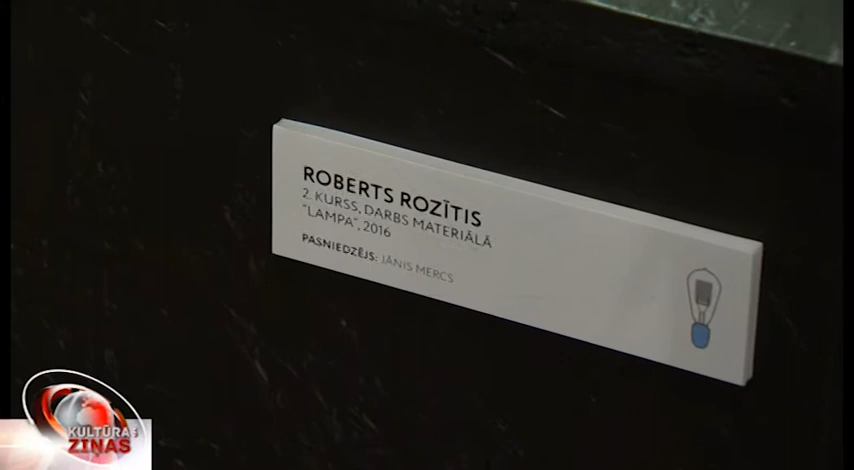 ROBERTS ROZĪTIS
2. KURSS, DARBS MATERIĀLĀ
"LAMPA", 2016
PASNIEDZĒJS: JĀNIS MERCS
KULTŪRAS
ZIŅAS